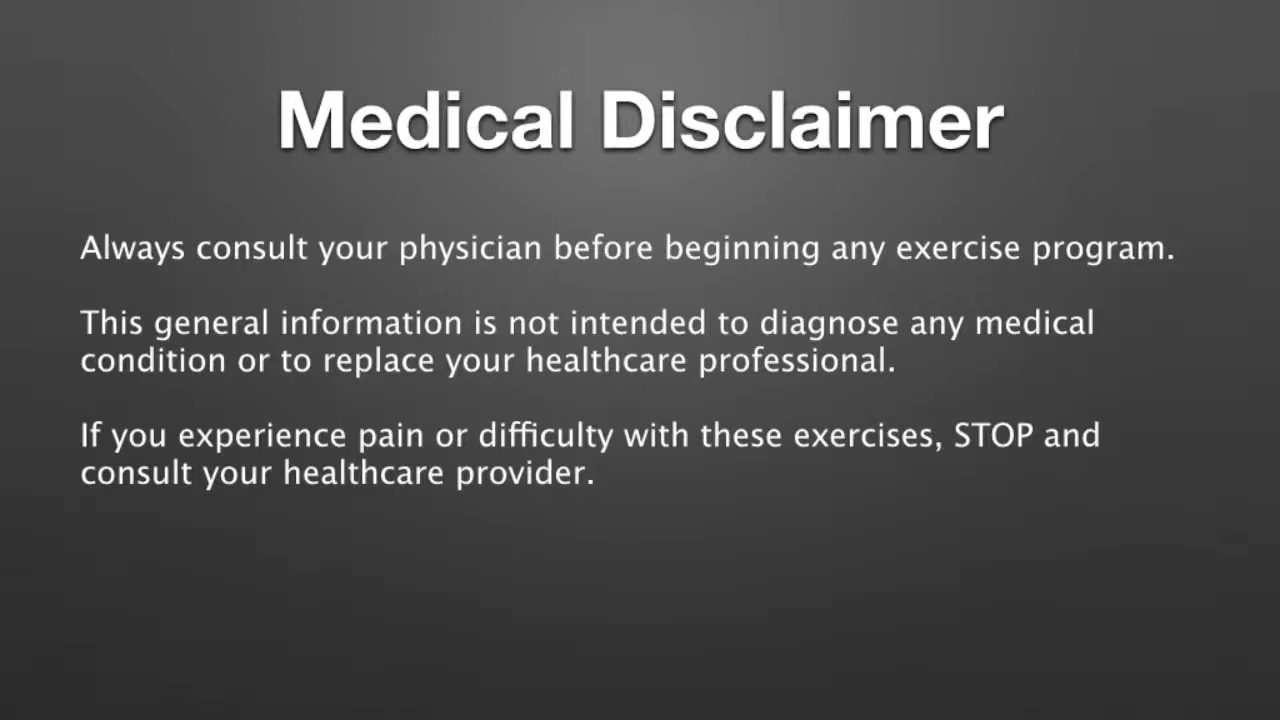 Medical Disclaimer
Always consult your physician before beginning any exercise program.
This general information is not intended to diagnose any medical
condition or to replace your healthcare professional.
If you experience pain or difficulty with these exercises, STOP and
consult your healthcare provider.